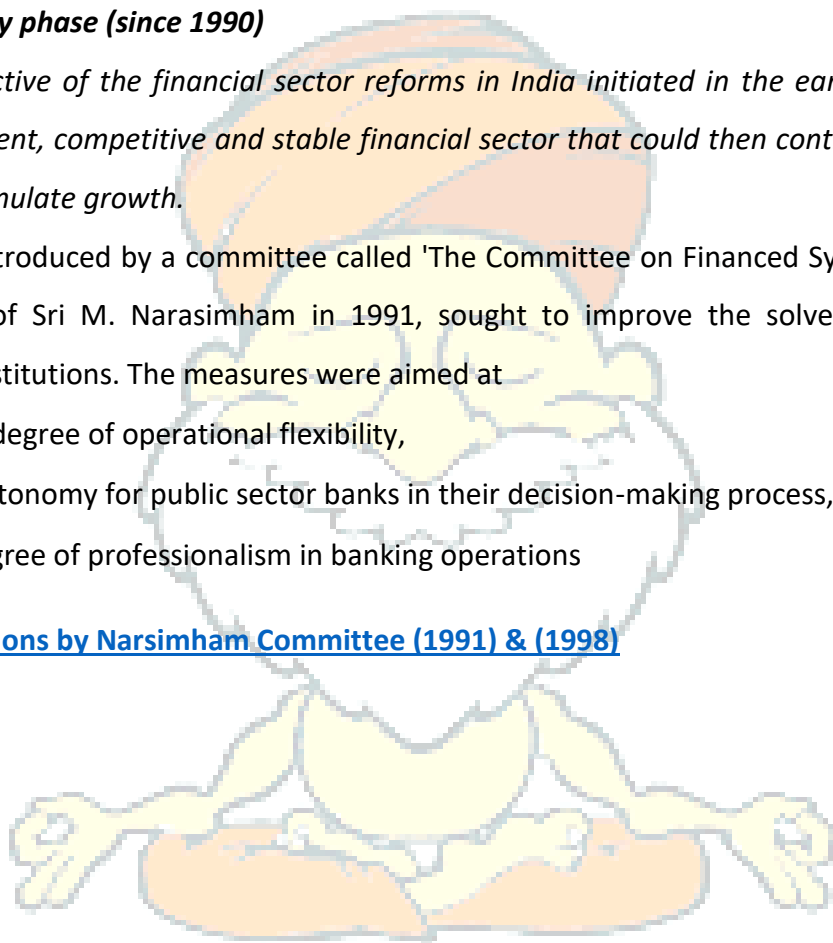 y phase (since 1990)
ctive of the financial sector reforms in India initiated in the ear
ent, competitive and stable financial sector that could then cont
mulate growth.
troduced by a committee called 'The Committee on Financed Sy
of Sri M. Narasimham in 1991, sought to improve the solve
stitutions. The measures were aimed at
degree of operational flexibility,
tonomy for public sector banks in their decision-making process,
gree of professionalism in banking operations
ons by Narsimham Committee (1991) & (1998)